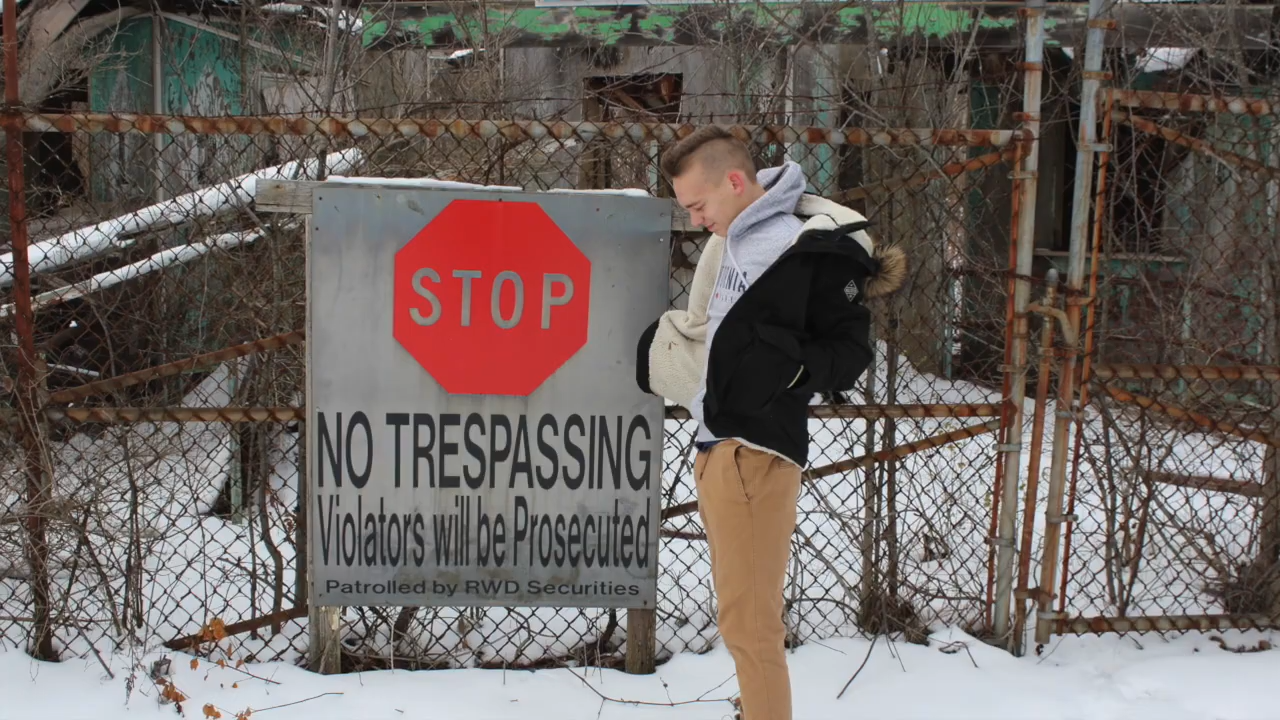 STOP
NO TRESPASSING
Violators will be Prosecuted
Patrolled by RWD Securities